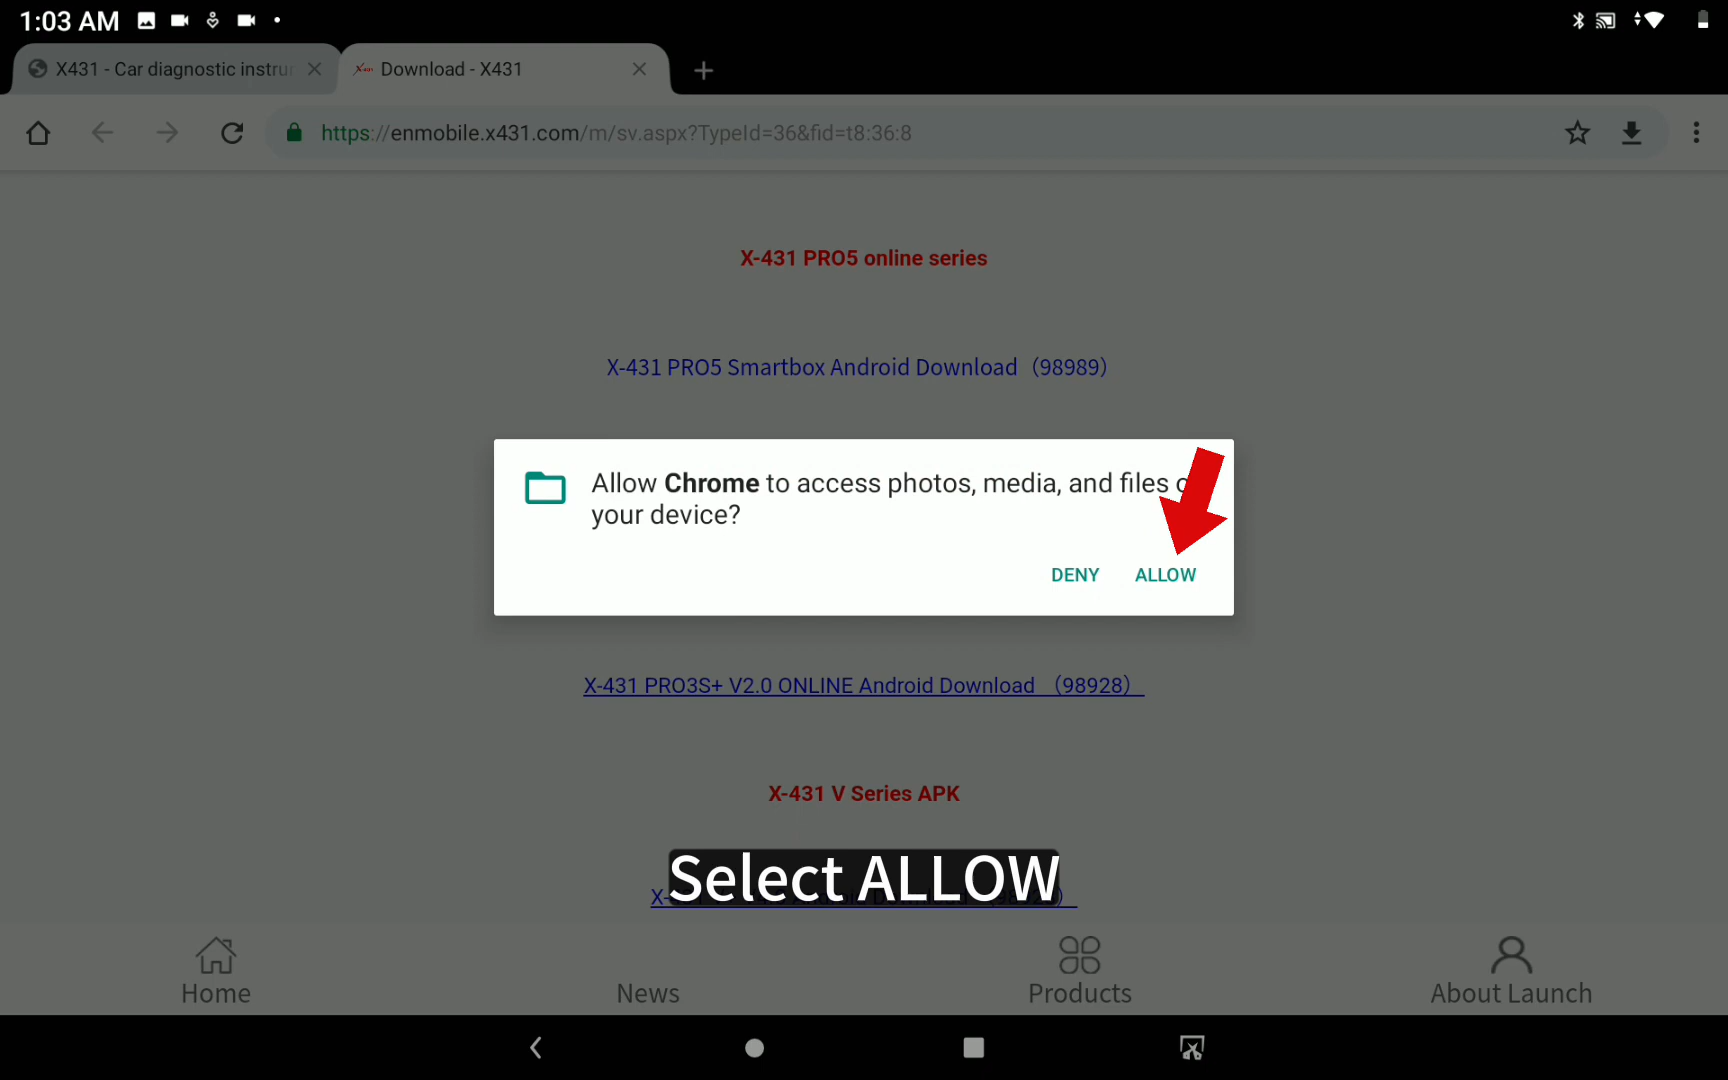 1:03 AM
X431 - Car diagnostic instru
Download - X431
https://enmobile.x431.com/m/sv.aspx?TypeId=36&fid=t8:36:8
X-431 PRO5 online series
X-431 PRO5 Smartbox Android Download（98989）
Allow Chrome to access photos, media, and files
your device?
DENY ALLOW
X-431 PRO3S+ V2.0 ONLINE Android Download （98928）
X-431 V Series APK
Select ALLOW
Home
News
Products
About Launch